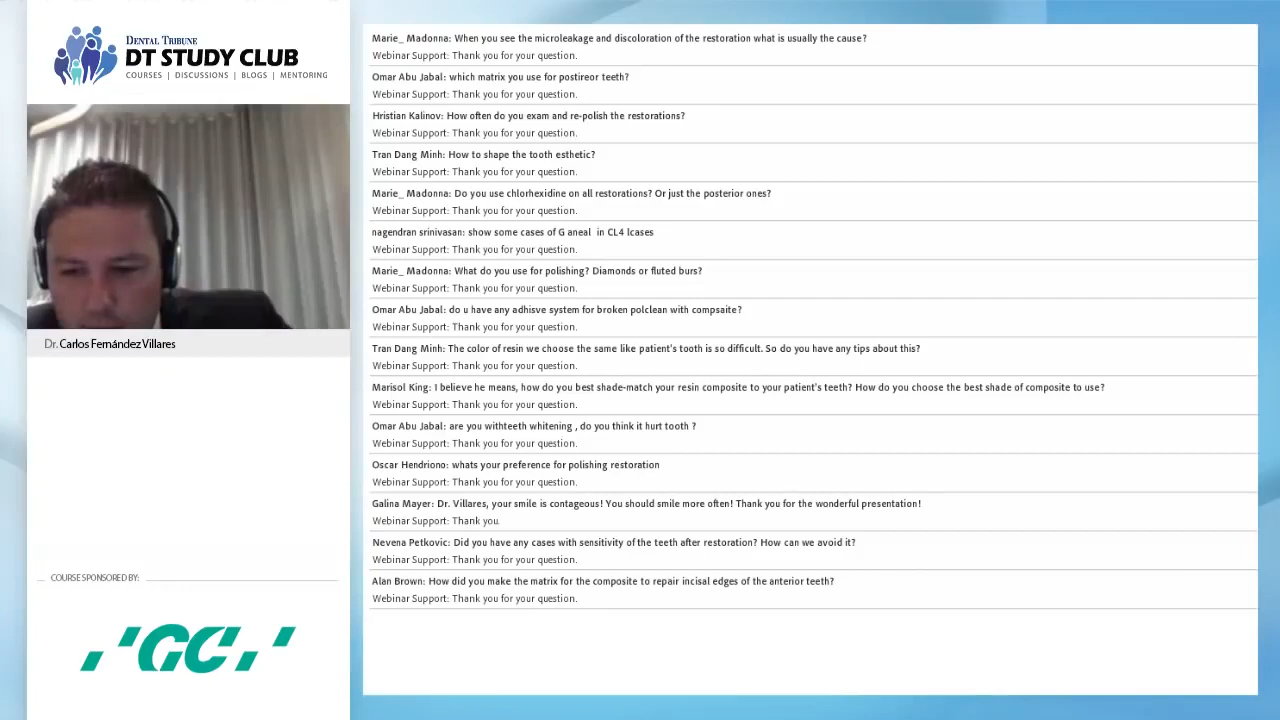 DENTAL TRIBUNE
DT STUDY CLUB
COURSES | DISCUSSIONS | BLOGS | MENTORING
Dr. Carlos Fernández Villares
COURSE SPONSORED BY:
GC
Marie_ Madonna: When you see the microleakage and discoloration of the restoration what is usually the cause?
Webinar Support: Thank you for your question.
Omar Abu Jabal: which matrix you use for postireor teeth?
Webinar Support: Thank you for your question.
Hristian Kalinov: How often do you exam and re-polish the restorations?
Webinar Support: Thank you for your question.
Tran Dang Minh: How to shape the tooth esthetic?
Webinar Support: Thank you for your question.
Marie_ Madonna: Do you use chlorhexidine on all restorations? Or just the posterior ones?
Webinar Support: Thank you for your question.
nagendran srinivasan: show some cases of G aneal  in CL4 lcases
Webinar Support: Thank you for your question.
Marie_ Madonna: What do you use for polishing? Diamonds or fluted burs?
Webinar Support: Thank you for your question.
Omar Abu Jabal: do u have any adhisve system for broken polclean with compsaite?
Webinar Support: Thank you for your question.
Tran Dang Minh: The color of resin we choose the same like patient's tooth is so difficult. So do you have any tips about this?
Webinar Support: Thank you for your question.
Marisol King: I believe he means, how do you best shade-match your resin composite to your patient's teeth? How do you choose the best shade of composite to use?
Webinar Support: Thank you for your question.
Omar Abu Jabal: are you withteeth whitening , do you think it hurt tooth ?
Webinar Support: Thank you for your question.
Oscar Hendriono: whats your preference for polishing restoration
Webinar Support: Thank you for your question.
Galina Mayer: Dr. Villares, your smile is contageous! You should smile more often! Thank you for the wonderful presentation!
Webinar Support: Thank you.
Nevena Petkovic: Did you have any cases with sensitivity of the teeth after restoration? How can we avoid it?
Webinar Support: Thank you for your question.
Alan Brown: How did you make the matrix for the composite to repair incisal edges of the anterior teeth?
Webinar Support: Thank you for your question.